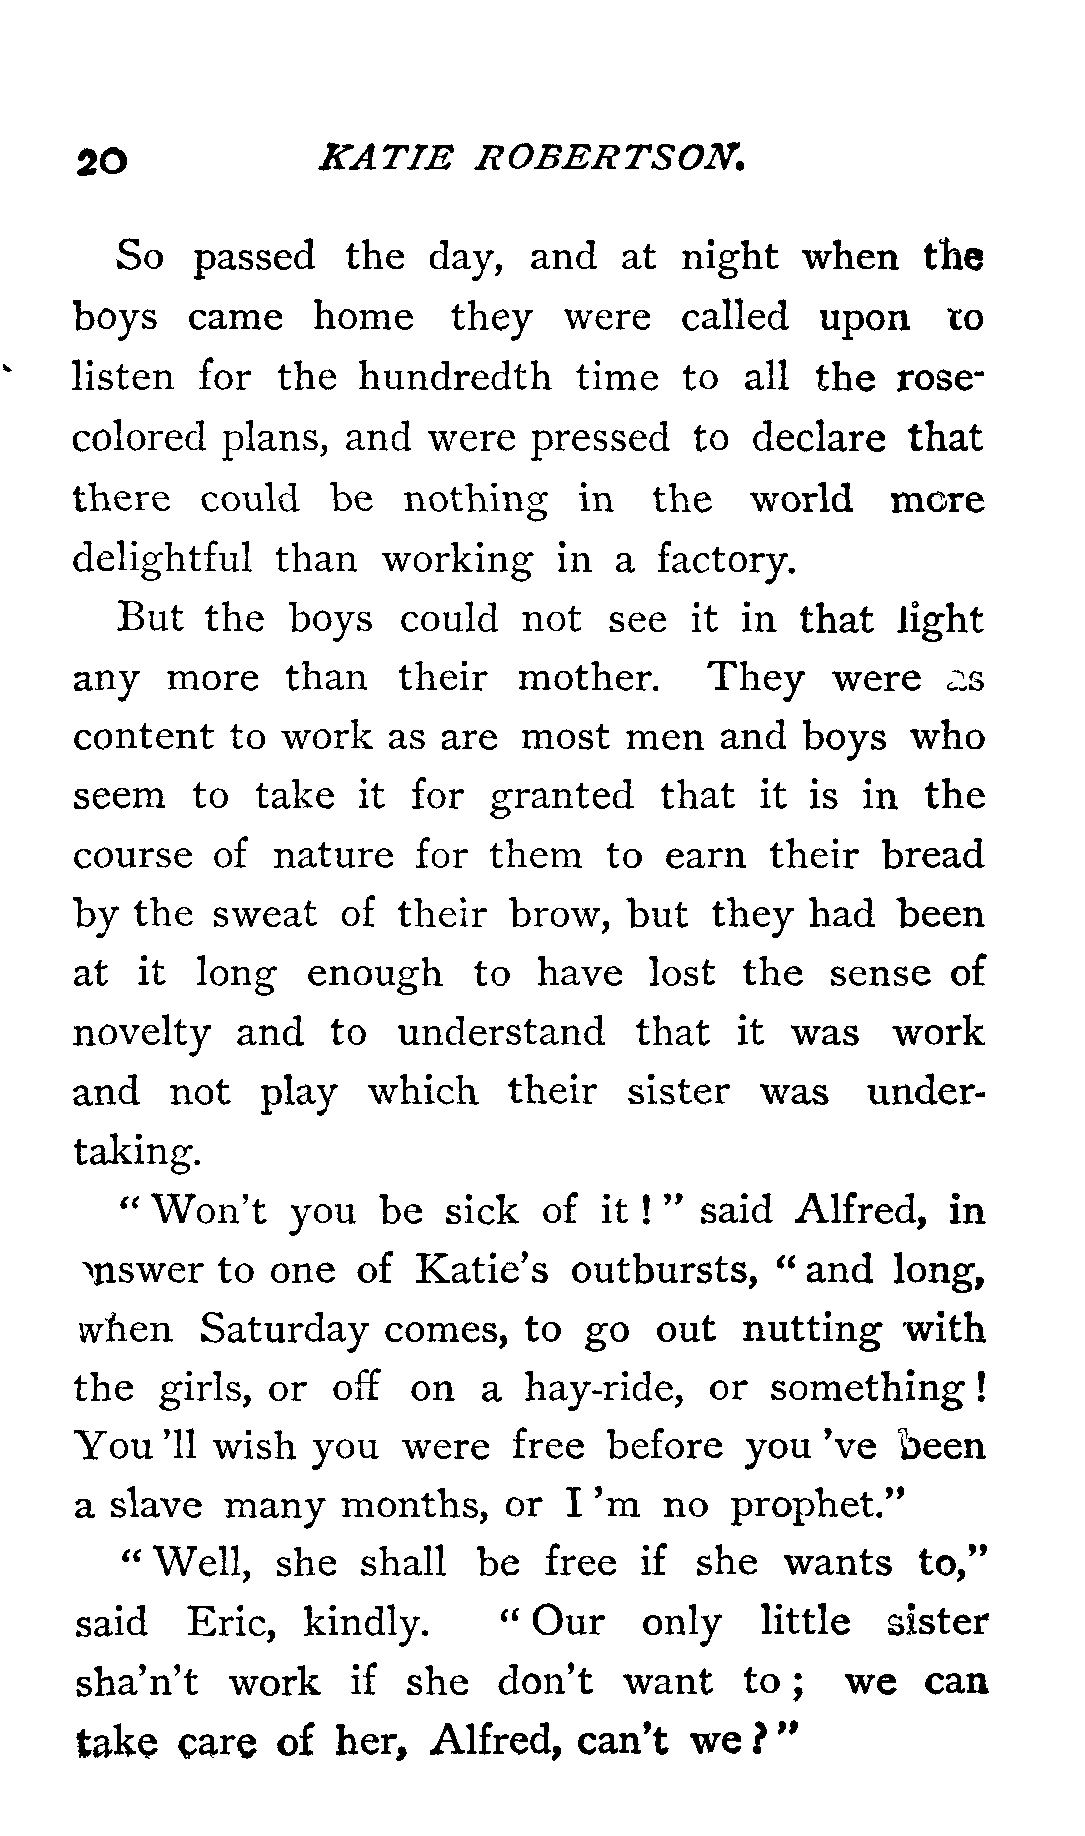 20 KATIE ROBERTSON.
So passed the day, and at night when the
boys came home they were called upon to
listen for the hundredth time to all the rose-
colored plans, and were pressed to declare that
there could be nothing in the world more
delightful than working in a factory.
But the boys could not see it in that light
any more than their mother. They were as
content to work as are most men and boys who
seem to take it for granted that it is in the
course of nature for them to earn their bread
by the sweat of their brow, but they had been
at it long enough to have lost the sense of
novelty and to understand that it was work
and not play which their sister was under-
taking.
"Won't you be sick of it!" said Alfred, in
answer to one of Katie's outbursts, "and long,
when Saturday comes, to go out nutting with
the girls, or off on a hay-ride, or something!
You'll wish you were free before you've been
a slave many months, or I'm no prophet."
"Well, she shall be free if she wants to,"
said Eric, kindly. "Our only little sister
sha'n't work if she don't want to; we can
take care of her, Alfred, can't we?"